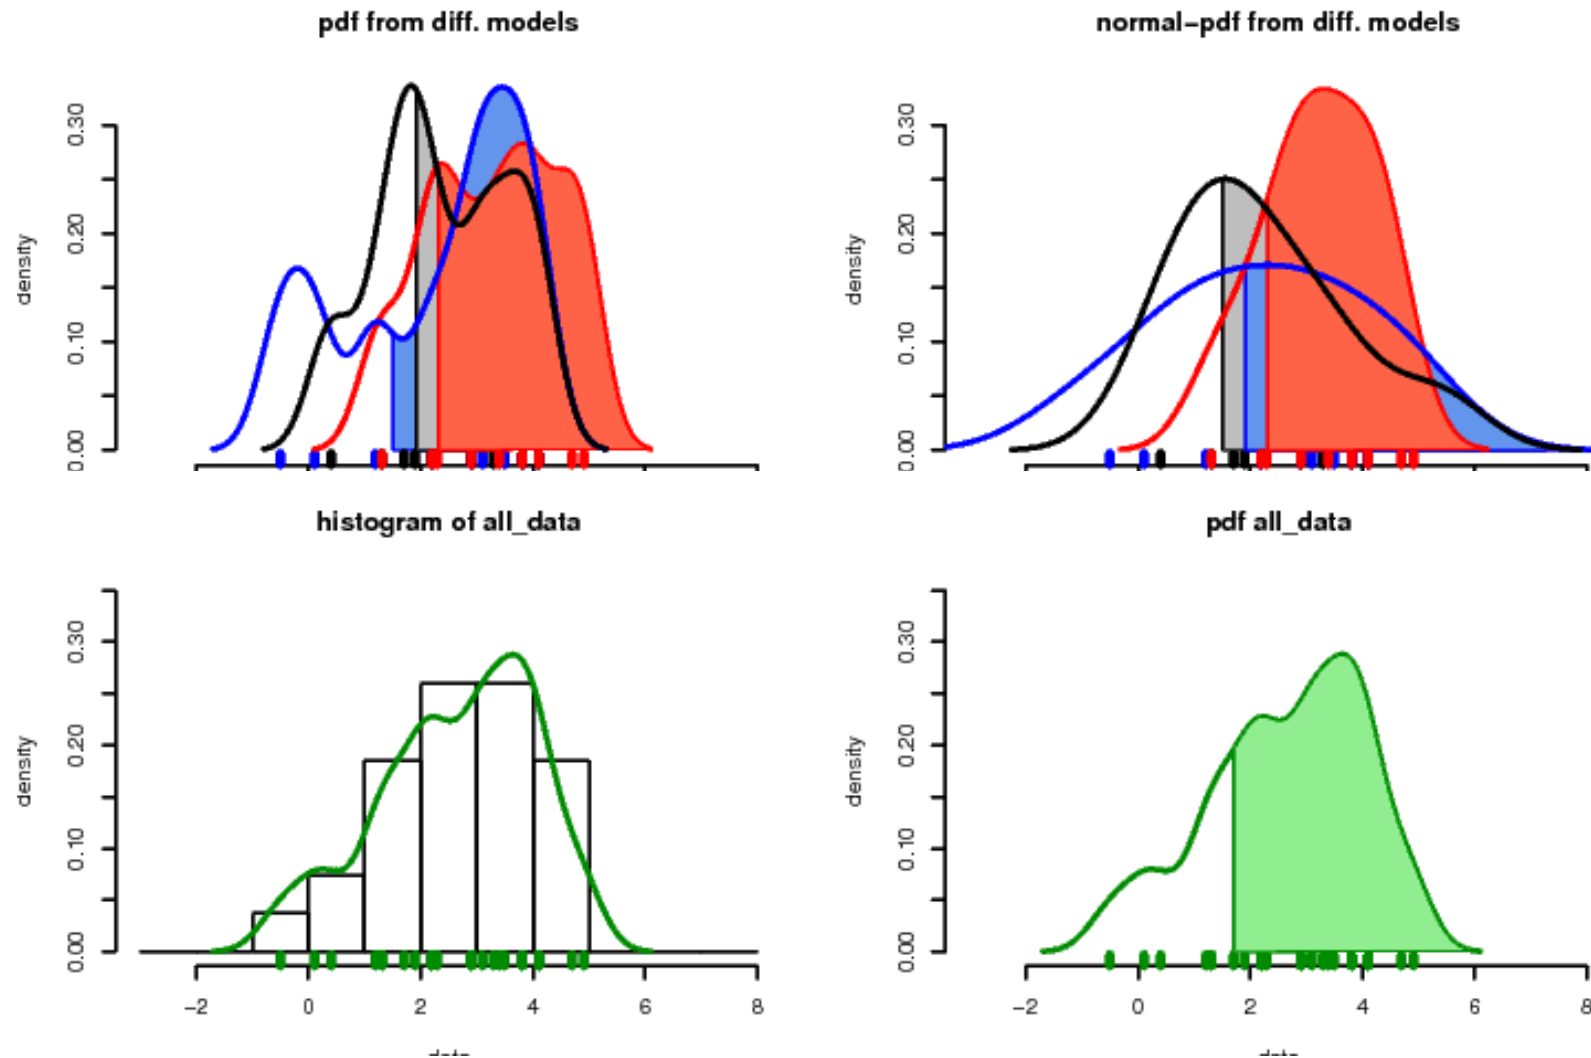 pdf from diff. models
normal-pdf from diff. models
density
0.00 0.10 0.20 0.30
density
0.00 0.10 0.20 0.30
histogram of all_data
pdf all_data
density
0.00 0.10 0.20 0.30
-2 0 2 4 6 8
density
0.00 0.10 0.20 0.30
-2 0 2 4 6 8